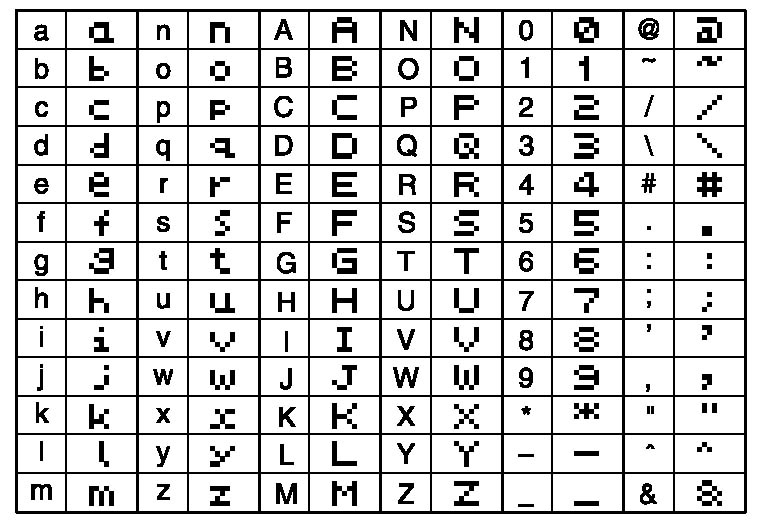 a a n n A A N N 0 0 @ @
b b o o B B O O 1 1 ~ ~
c c p p C C P P 2 2 / /
d d q q D D Q Q 3 3 \ \
e e r r E E R R 4 4 # #
f f s s F F S S 5 5 . .
g g t t G G T T 6 6 : :
h h u u H H U U 7 7 ; ;
i i v v I I V V 8 8 ' '
j j w w J J W W 9 9 , ,
k k x x K K X X * * " "
l l y y L L Y Y – – ^ ^
m m z z M M Z Z _ _ & &